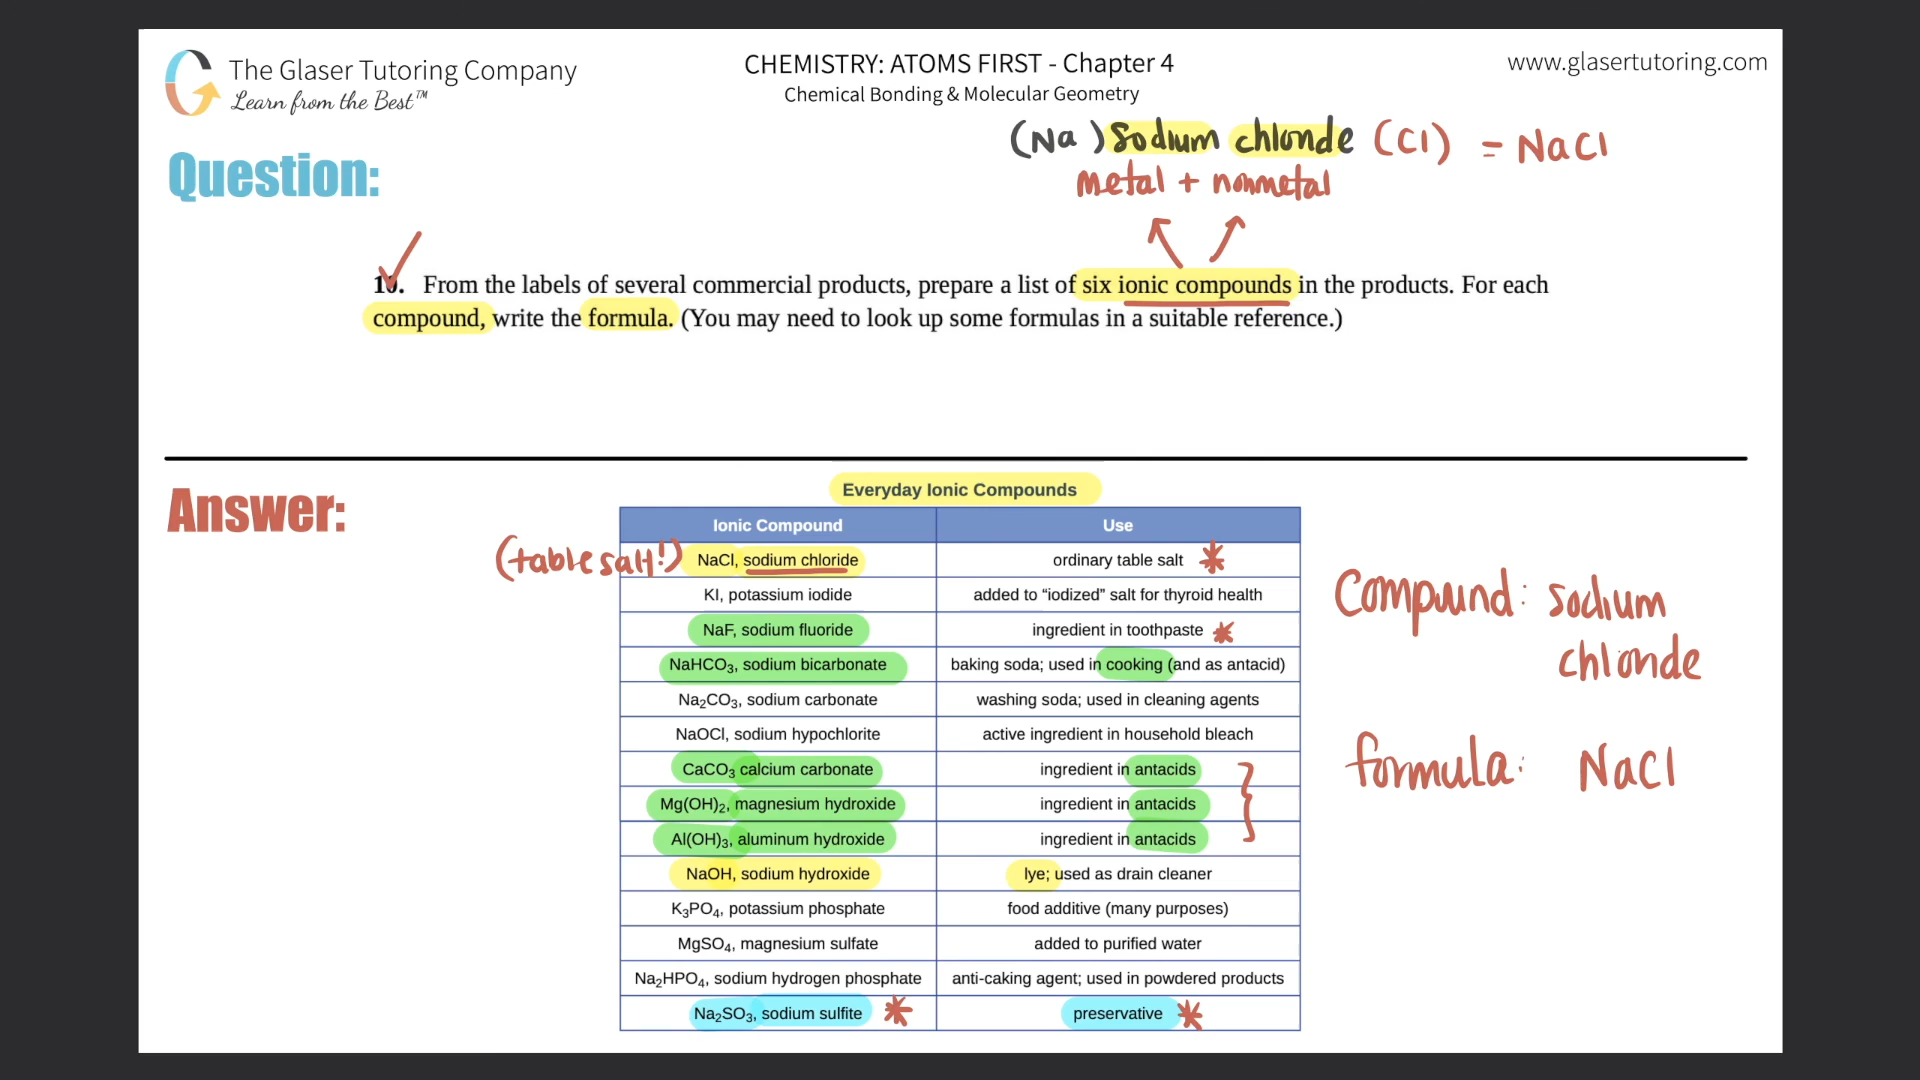 The Glaser Tutoring Company
Learn from the Best™
CHEMISTRY: ATOMS FIRST - Chapter 4
Chemical Bonding & Molecular Geometry
www.glasertutoring.com
(Na) Sodium chloride (Cl) = NaCl
metal + nonmetal
Question:
10. From the labels of several commercial products, prepare a list of six ionic compounds in the products. For each
compound, write the formula. (You may need to look up some formulas in a suitable reference.)
Answer:
Everyday Ionic Compounds
Ionic Compound Use
(table salt!) NaCl, sodium chloride ordinary table salt
KI, potassium iodide added to “iodized” salt for thyroid health
NaF, sodium fluoride ingredient in toothpaste
NaHCO₃, sodium bicarbonate baking soda; used in cooking (and as antacid)
Na₂CO₃, sodium carbonate washing soda; used in cleaning agents
NaOCl, sodium hypochlorite active ingredient in household bleach
CaCO₃ calcium carbonate ingredient in antacids
Mg(OH)₂, magnesium hydroxide ingredient in antacids
Al(OH)₃, aluminum hydroxide ingredient in antacids
NaOH, sodium hydroxide lye; used as drain cleaner
K₃PO₄, potassium phosphate food additive (many purposes)
MgSO₄, magnesium sulfate added to purified water
Na₂HPO₄, sodium hydrogen phosphate anti-caking agent; used in powdered products
Na₂SO₃, sodium sulfite preservative
Compound: sodium
chloride
formula: NaCl